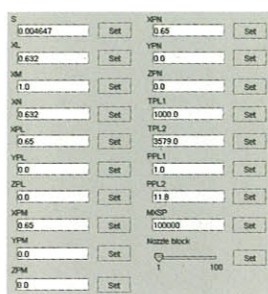 S
0.004647 Set
XL
0.632 Set
XM
1.0 Set
XN
0.632 Set
XPL
0.65 Set
YPL
0.0 Set
ZPL
0.0 Set
XPM
0.65 Set
YPM
0.0 Set
ZPM
0.0 Set
XPN
0.65 Set
YPN
0.0 Set
ZPN
0.0 Set
TPL1
1000.0 Set
TPL2
3579.0 Set
PPL1
1.0 Set
PPL2
11.8 Set
MXSP
100000 Set
Nozzle block
Set
1 100